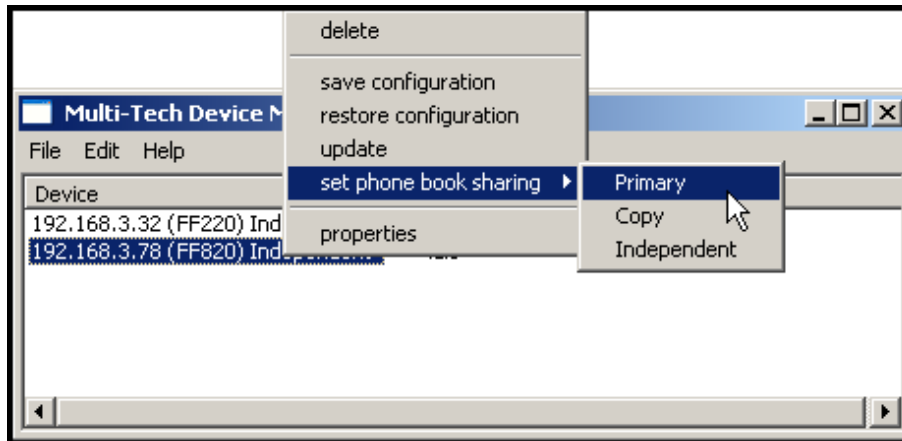 delete
save configuration
restore configuration
update
set phone book sharing
properties
Primary
Copy
Independent
Multi-Tech Device M
File Edit Help
Device
192.168.3.32 (FF220) Ind
192.168.3.78 (FF820)